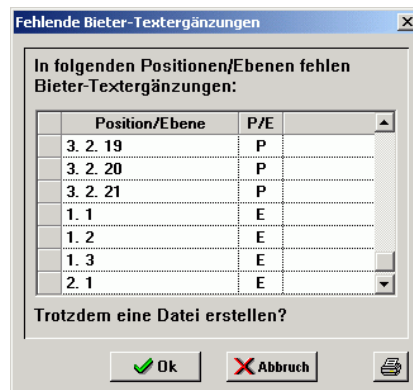 Fehlende Bieter-Textergänzungen
In folgenden Positionen/Ebenen fehlen
Bieter-Textergänzungen:
Position/Ebene P/E
3. 2. 19 P
3. 2. 20 P
3. 2. 21 P
1. 1 E
1. 2 E
1. 3 E
2. 1 E
Trotzdem eine Datei erstellen?
Ok Abbruch